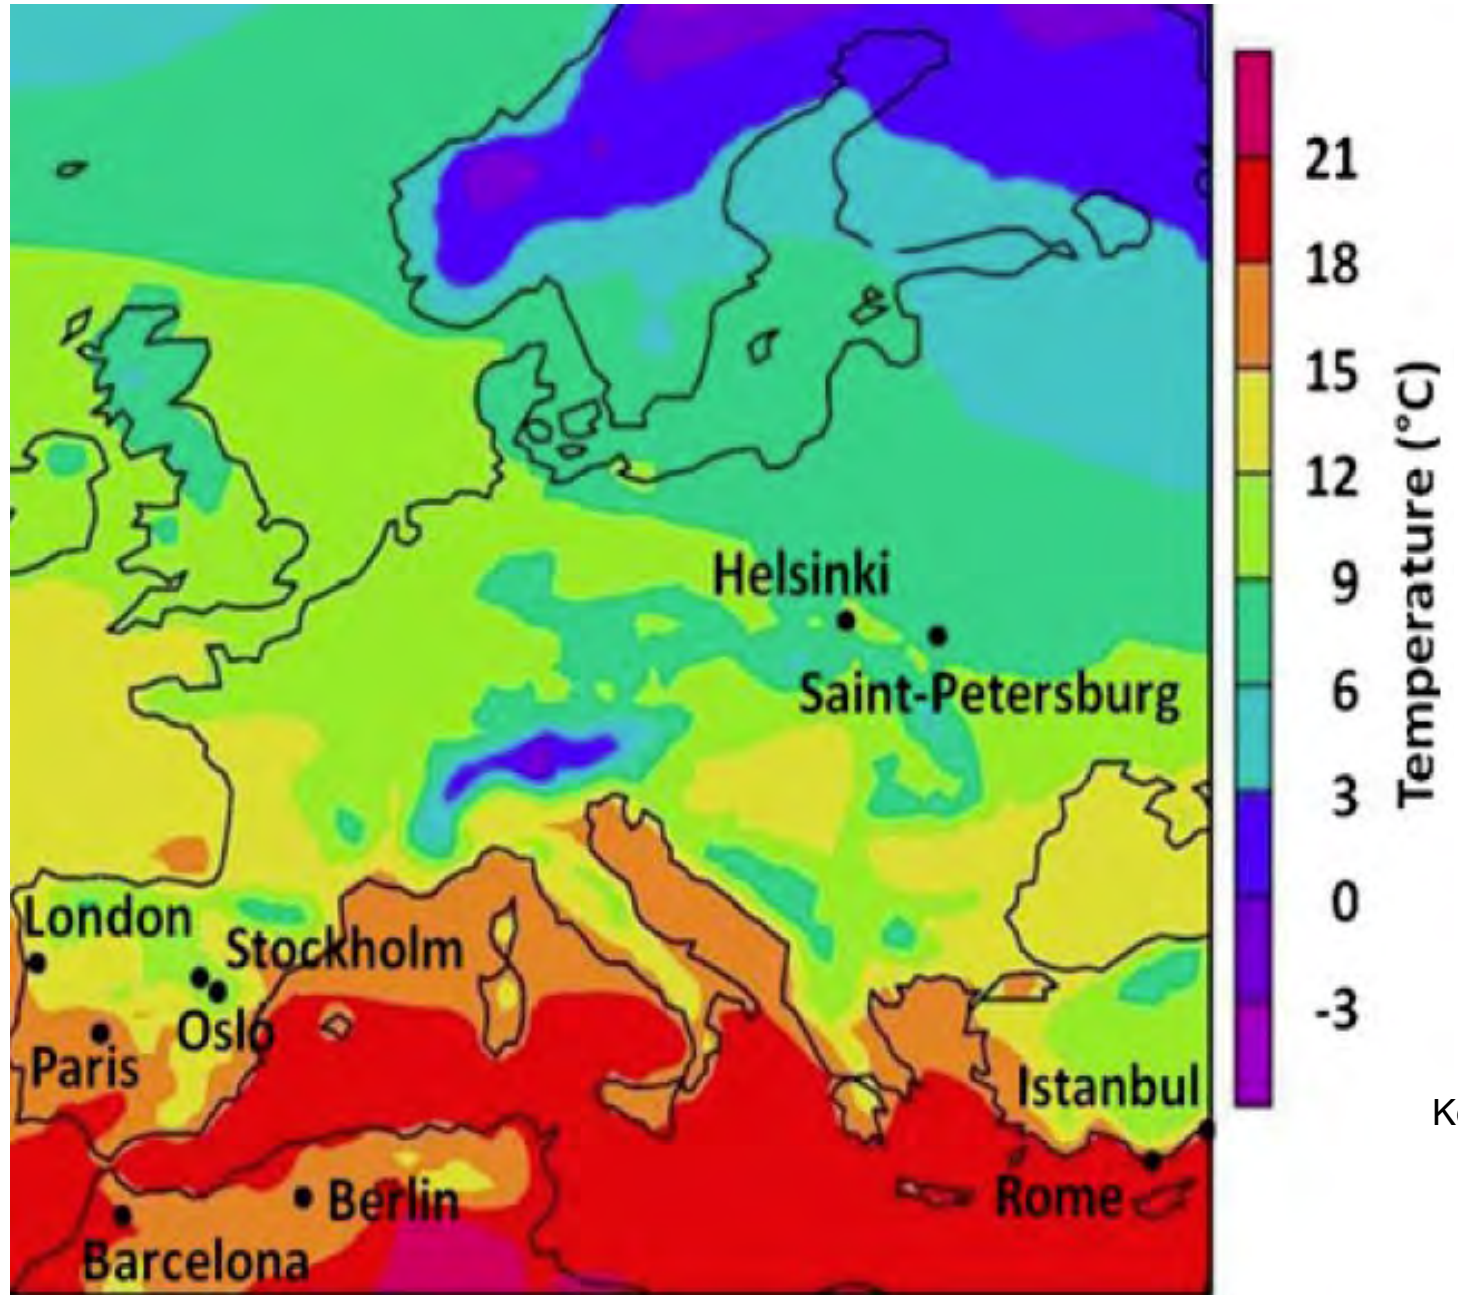 Helsinki
Saint-Petersburg
London
Stockholm
Oslo
Paris
Istanbul
Berlin
Rome
Barcelona
21
18
15
12
9
6
3
0
-3
Temperature (°C)